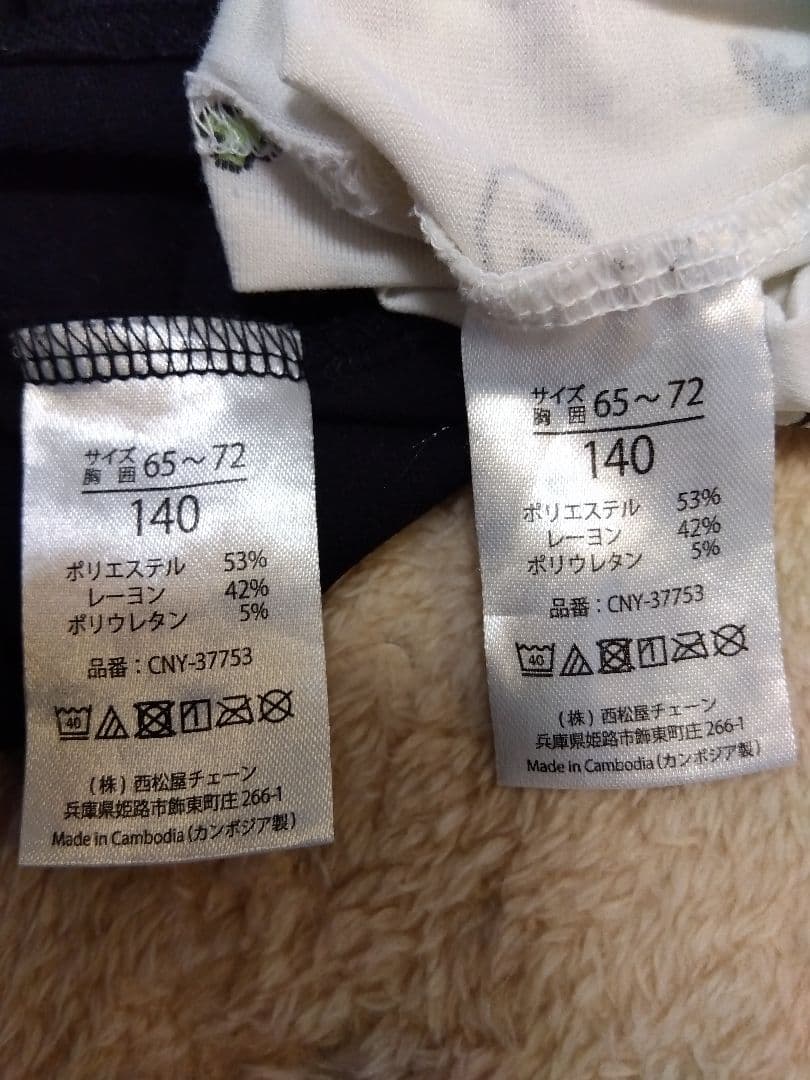 サイズ
胸囲 65～72
140
ポリエステル 53%
レーヨン 42%
ポリウレタン 5%
品番：CNY-37753
40
(株) 西松屋チェーン
兵庫県姫路市飾東町庄 266-1
Made in Cambodia (カンボジア製)
サイズ
胸囲 65～72
140
ポリエステル 53%
レーヨン 42%
ポリウレタン 5%
品番：CNY-37753
40
(株) 西松屋チェーン
兵庫県姫路市飾東町庄 266-1
Made in Cambodia (カンボジア製)